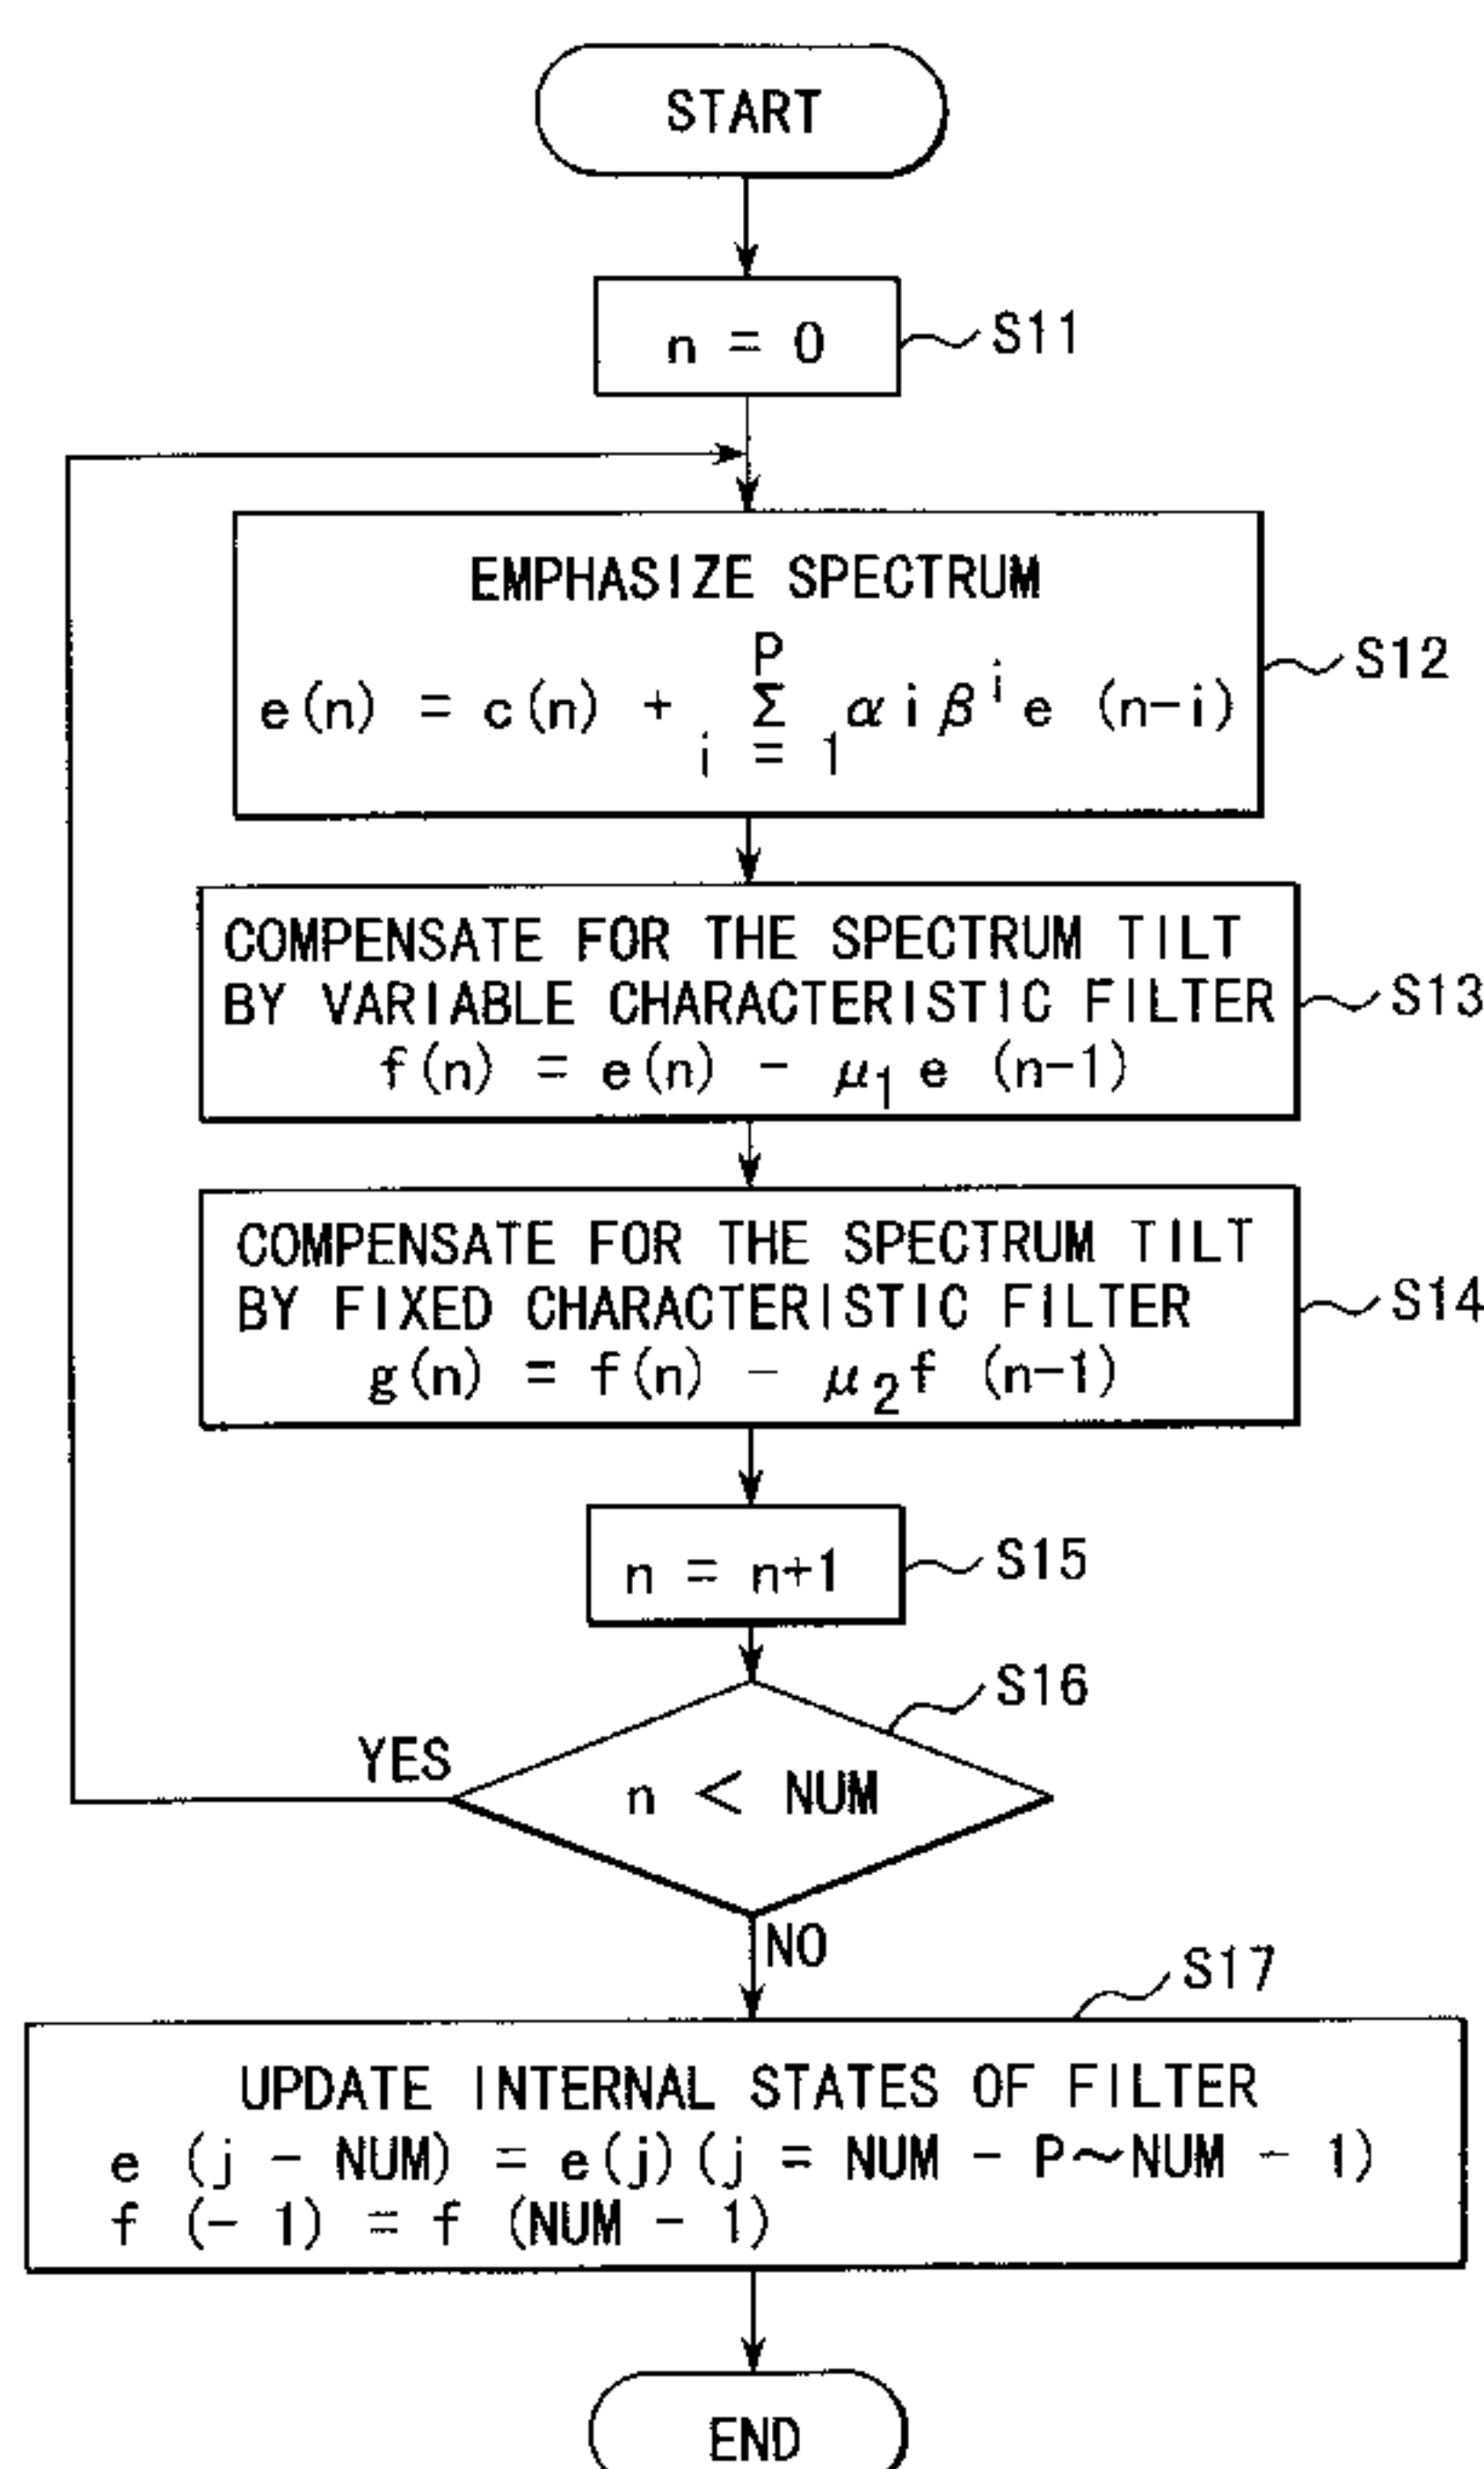 START
n = 0
S11
EMPHASIZE SPECTRUM
P
e(n) = c(n) + Σ αi β^i e (n-i)
i = 1
S12
COMPENSATE FOR THE SPECTRUM TILT
BY VARIABLE CHARACTERISTIC FILTER
f(n) = e(n) - μ₁ e (n-1)
S13
COMPENSATE FOR THE SPECTRUM TILT
BY FIXED CHARACTERISTIC FILTER
g(n) = f(n) - μ₂ f (n-1)
S14
n = n+1
S15
S16
YES
n < NUM
NO
S17
UPDATE INTERNAL STATES OF FILTER
e (j - NUM) = e(j) (j = NUM - P~NUM - 1)
f (- 1) = f (NUM - 1)
END